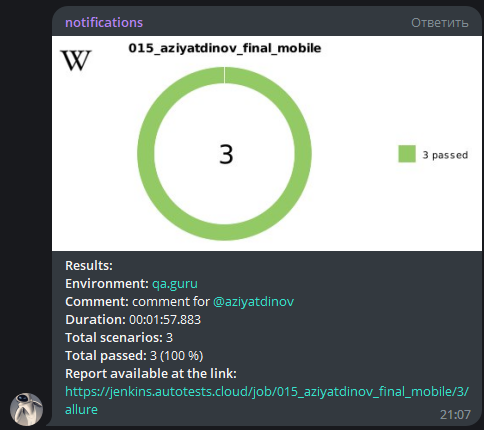 notifications
Ответить
W
015_aziyatdinov_final_mobile
3
3 passed
Results:
Environment: qa.guru
Comment: comment for @aziyatdinov
Duration: 00:01:57.883
Total scenarios: 3
Total passed: 3 (100 %)
Report available at the link:
https://jenkins.autotests.cloud/job/015_aziyatdinov_final_mobile/3/
allure
21:07